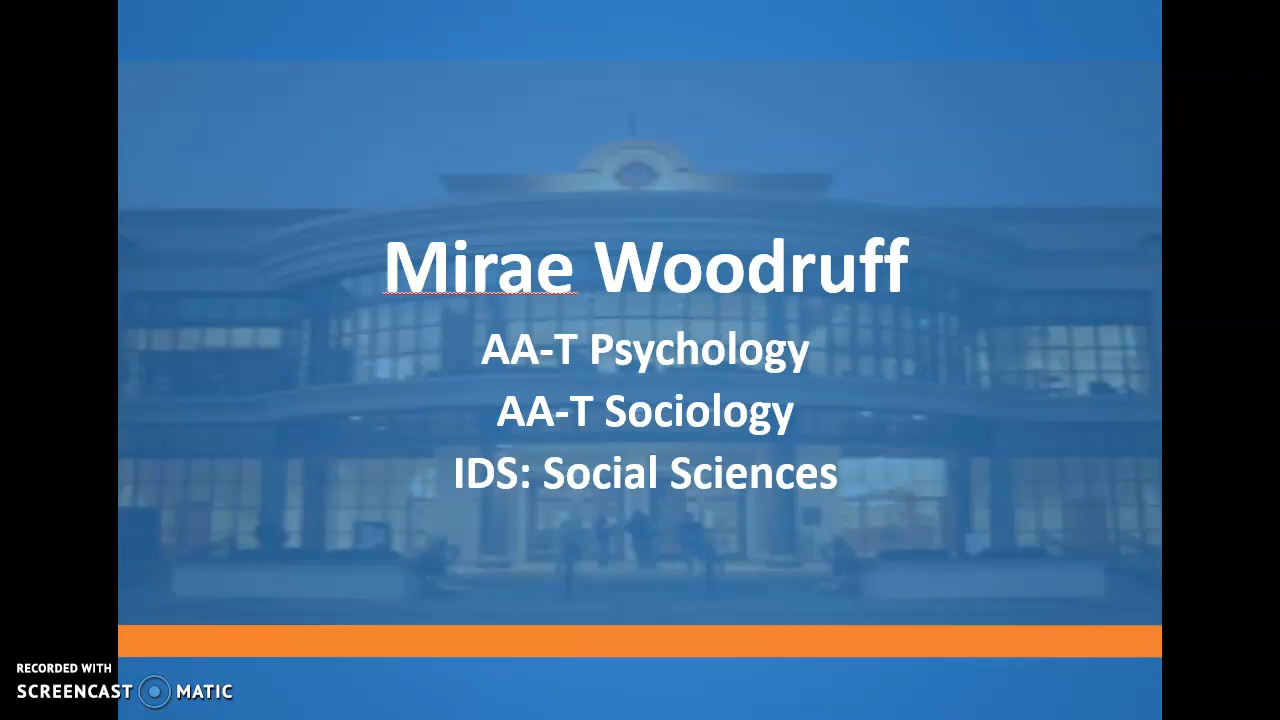 Mirae Woodruff
AA-T Psychology
AA-T Sociology
IDS: Social Sciences
RECORDED WITH
SCREENCAST MATIC